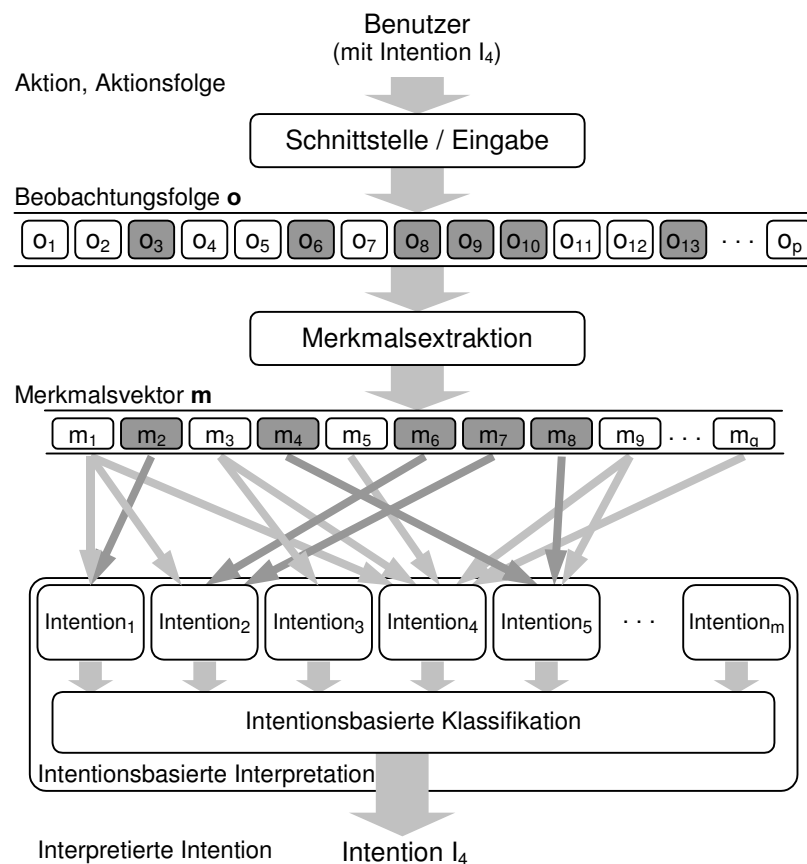 Benutzer
(mit Intention I₄)
Aktion, Aktionsfolge
Schnittstelle / Eingabe
Beobachtungsfolge o
o₁ o₂ o₃ o₄ o₅ o₆ o₇ o₈ o₉ o₁₀ o₁₁ o₁₂ o₁₃ · · · oₚ
Merkmalsextraktion
Merkmalsvektor m
m₁ m₂ m₃ m₄ m₅ m₆ m₇ m₈ m₉ . . . m_q
Intention₁ Intention₂ Intention₃ Intention₄ Intention₅ · · · Intentionₘ
Intentionsbasierte Klassifikation
Intentionsbasierte Interpretation
Interpretierte Intention Intention I₄